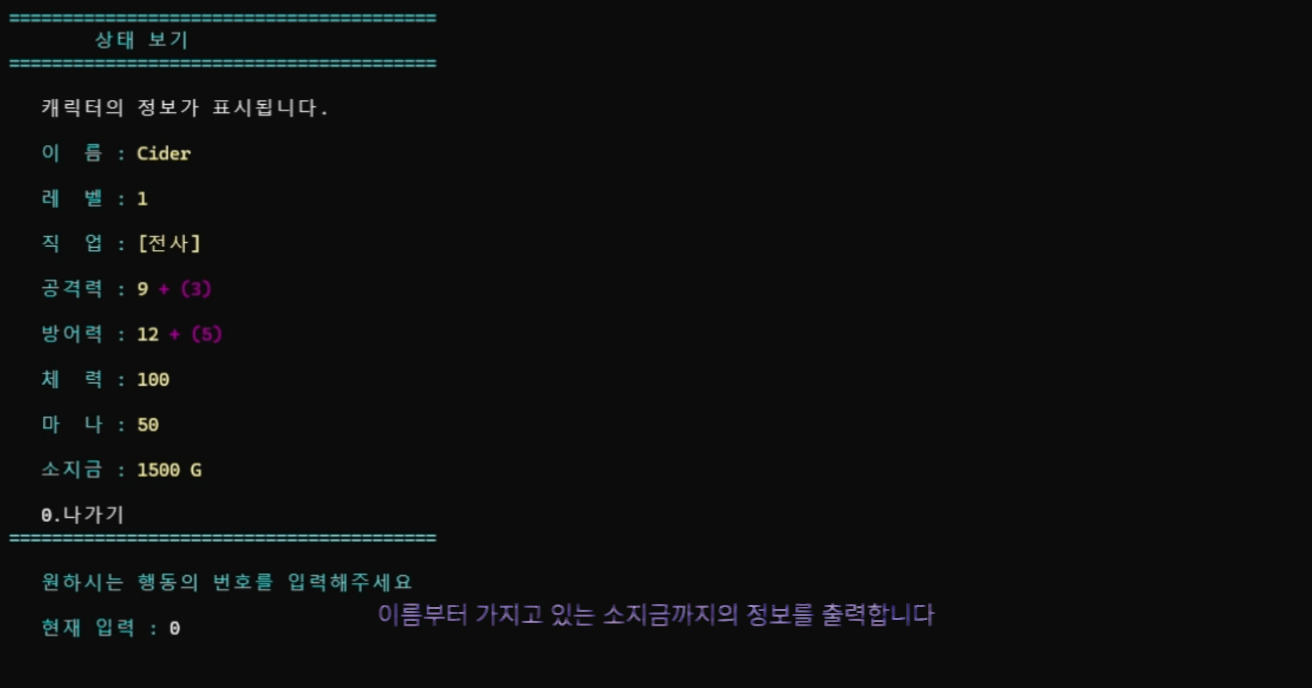 ========================================
상태 보기
========================================
캐릭터의 정보가 표시됩니다.
이 름 : Cider
레 벨 : 1
직 업 : [전사]
공격력 : 9 + (3)
방어력 : 12 + (5)
체 력 : 100
마 나 : 50
소지금 : 1500 G
0.나가기
========================================
원하시는 행동의 번호를 입력해주세요
이름부터 가지고 있는 소지금까지의 정보를 출력합니다
현재 입력 : 0